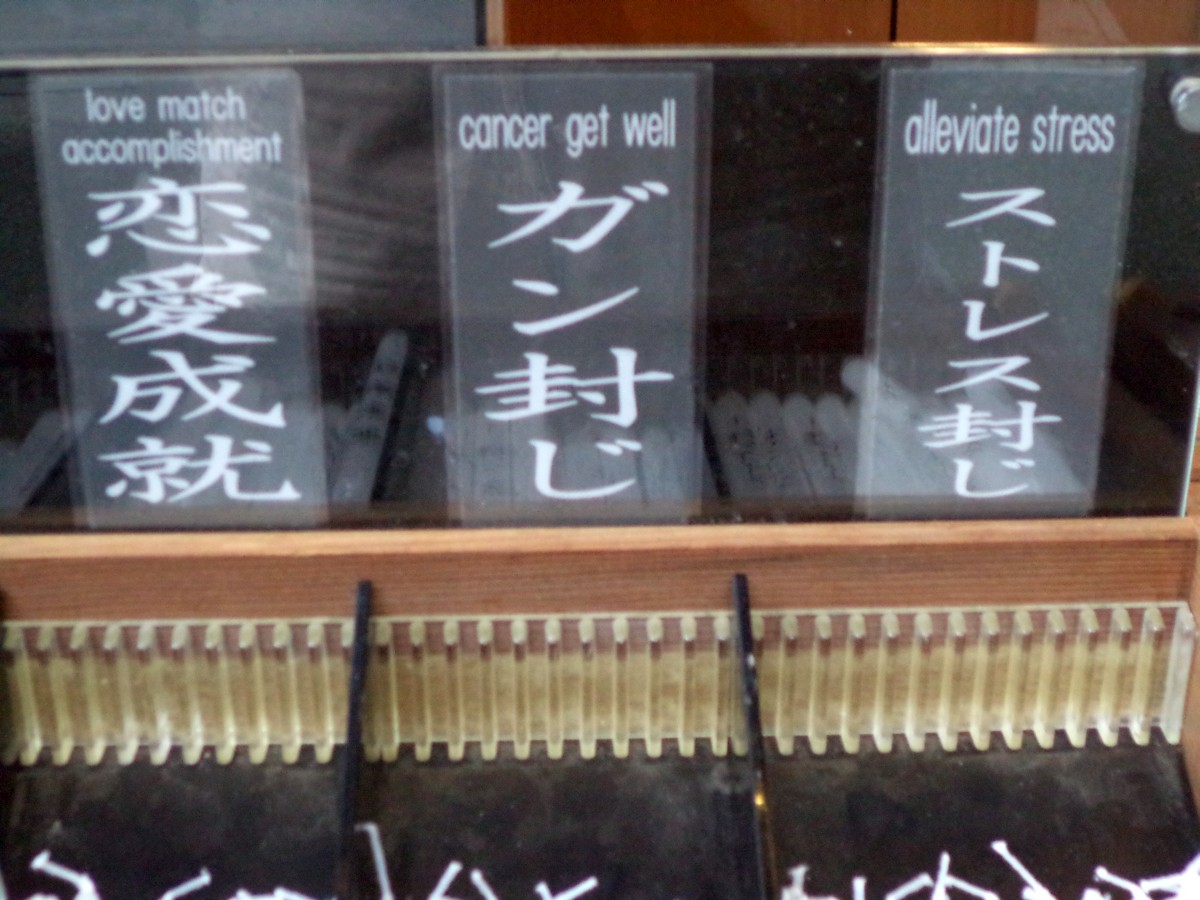 love match
accomplishment
恋愛成就
cancer get well
ガン封じ
alleviate stress
ストレス封じ